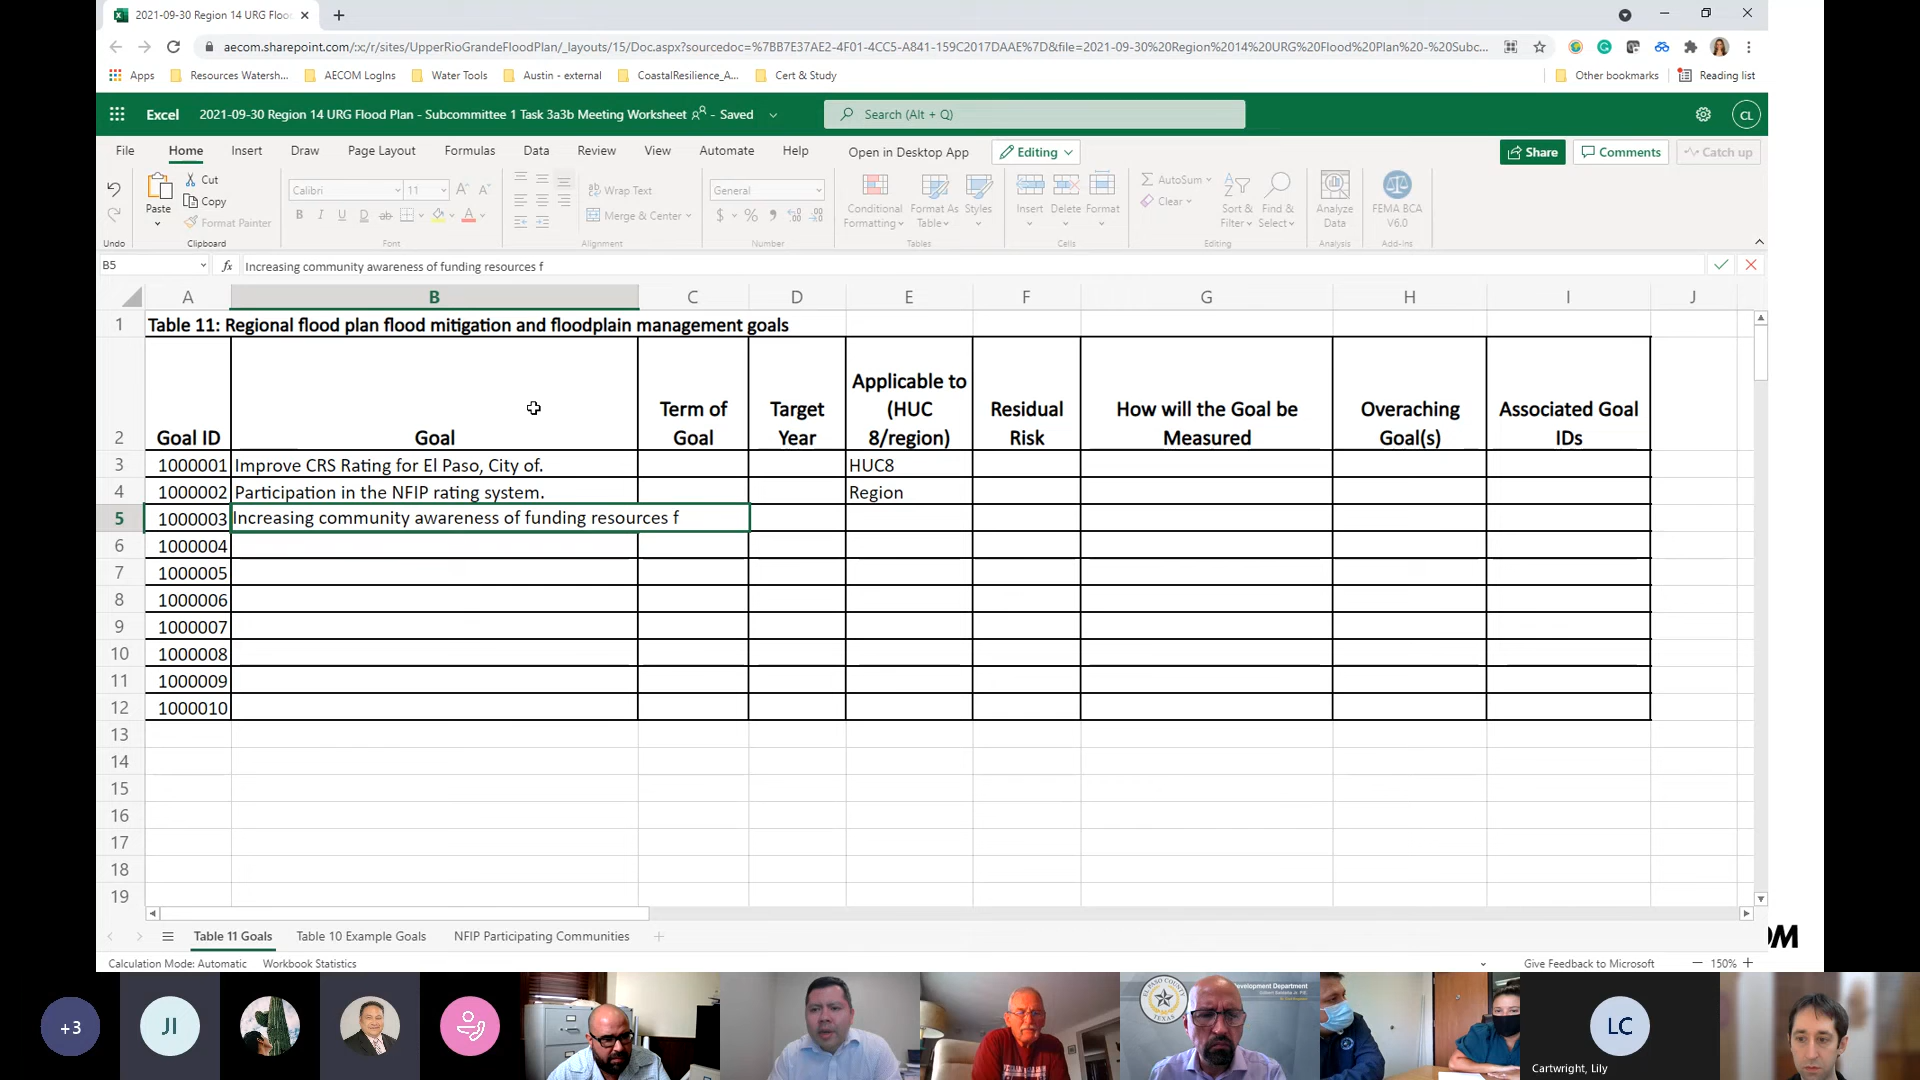 2021-09-30 Region 14 URG Flood
aecom.sharepoint.com/:x:/r/sites/UpperRioGrandeFloodPlan/_layouts/15/Doc.aspx?sourcedoc=%7BB7E37AE2-4F01-4CC5-A841-159C2017DAAE%7D&file=2021-09-30%20Region%2014%20URG%20Flood%20Plan%20-%20Subc...
Apps Resources Watersh... AECOM LogIns Water Tools Austin - external CoastalResilience_A... Cert & Study Other bookmarks Reading list
Excel 2021-09-30 Region 14 URG Flood Plan - Subcommittee 1 Task 3a3b Meeting Worksheet - Saved Search (Alt + Q) CL
File Home Insert Draw Page Layout Formulas Data Review View Automate Help Open in Desktop App Editing Share Comments Catch up
Paste Cut Copy Format Painter
Calibri 11 B I U D ab A
Wrap Text Merge & Center
General $ % 9
Conditional Formatting Format As Table Styles
Insert Delete Format
AutoSum Clear Sort & Filter Find & Select
Analyze Data FEMA BCA V6.0
Undo Clipboard Font Alignment Number Tables Cells Editing Analysis Add-ins
B5 fx Increasing community awareness of funding resources f
A B C D E F G H I J
1 Table 11: Regional flood plan flood mitigation and floodplain management goals
2 Goal ID Goal Term of Goal Target Year Applicable to (HUC 8/region) Residual Risk How will the Goal be Measured Overaching Goal(s) Associated Goal IDs
3 1000001 Improve CRS Rating for El Paso, City of. HUC8
4 1000002 Participation in the NFIP rating system. Region
5 1000003 Increasing community awareness of funding resources f
6 1000004
7 1000005
8 1000006
9 1000007
10 1000008
11 1000009
12 1000010
13
14
15
16
17
18
19
Table 11 Goals Table 10 Example Goals NFIP Participating Communities
OM
Calculation Mode: Automatic Workbook Statistics Give Feedback to Microsoft 150%
+3 JI LC
Cartwright, Lily
EL PASO COUNTY
TEXAS
Development Department